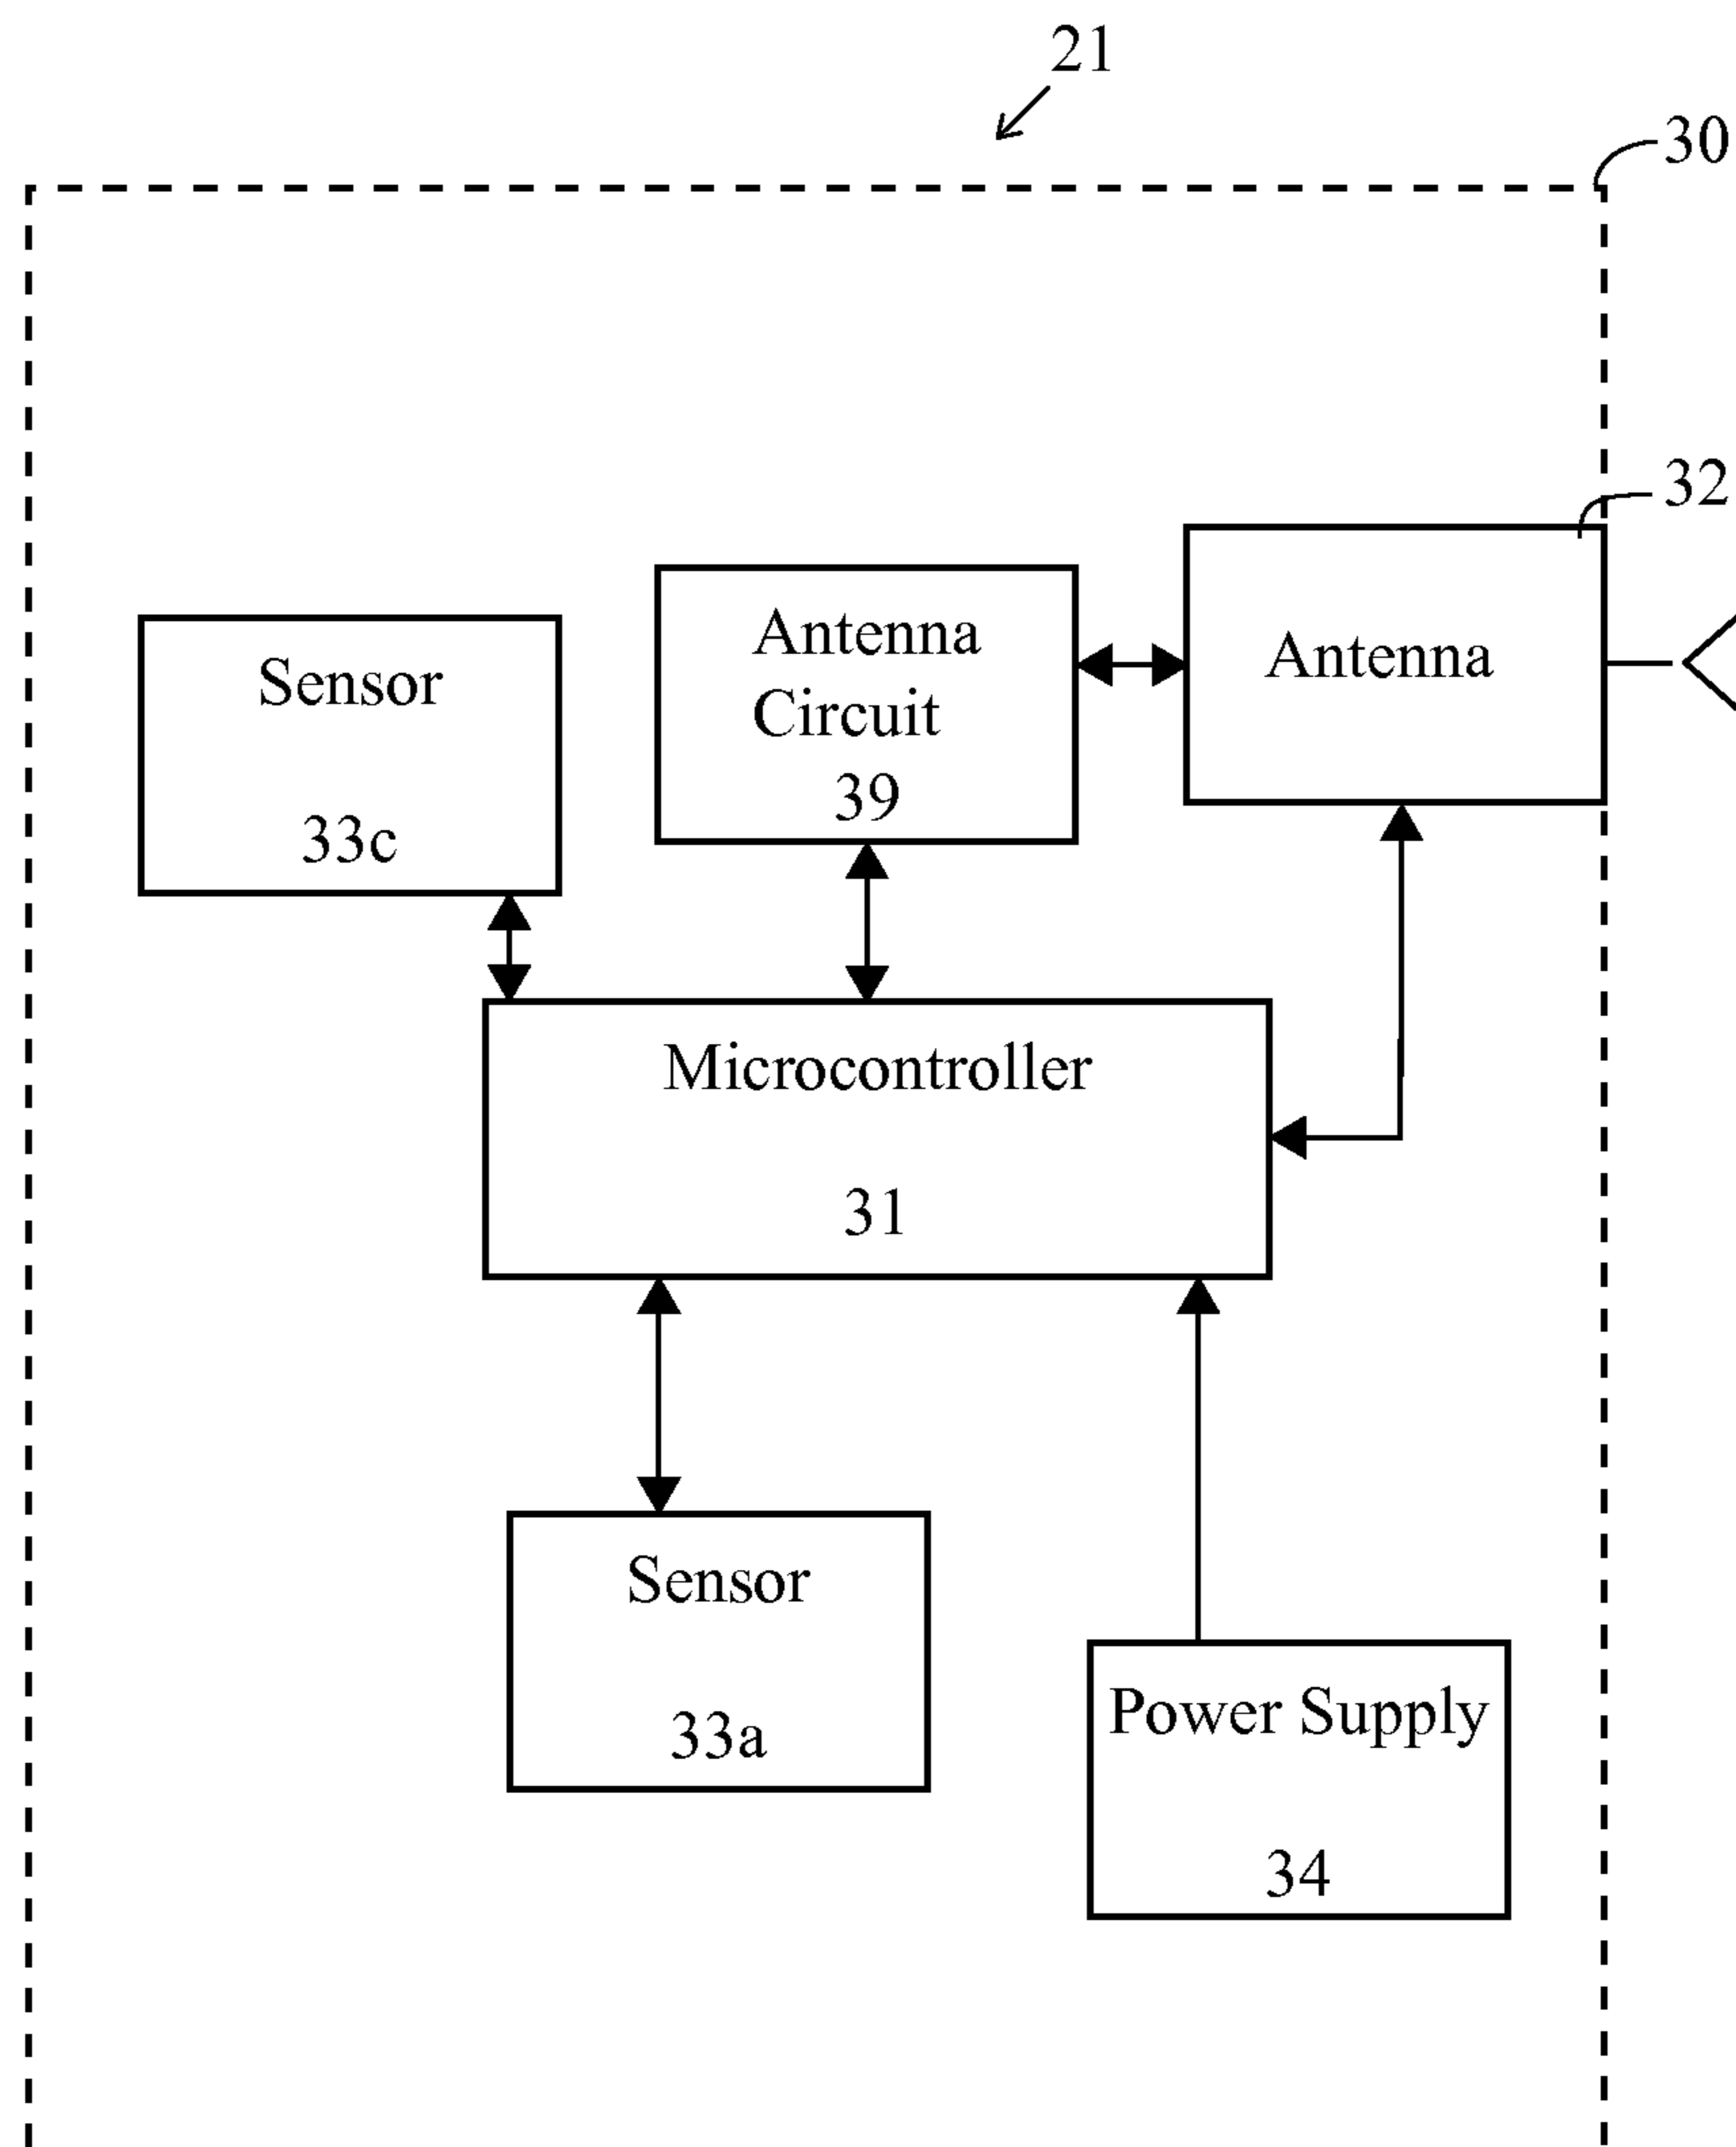 21
30
32
Antenna
Circuit
39
Antenna
Sensor
33c
Microcontroller
31
Sensor
33a
Power Supply
34